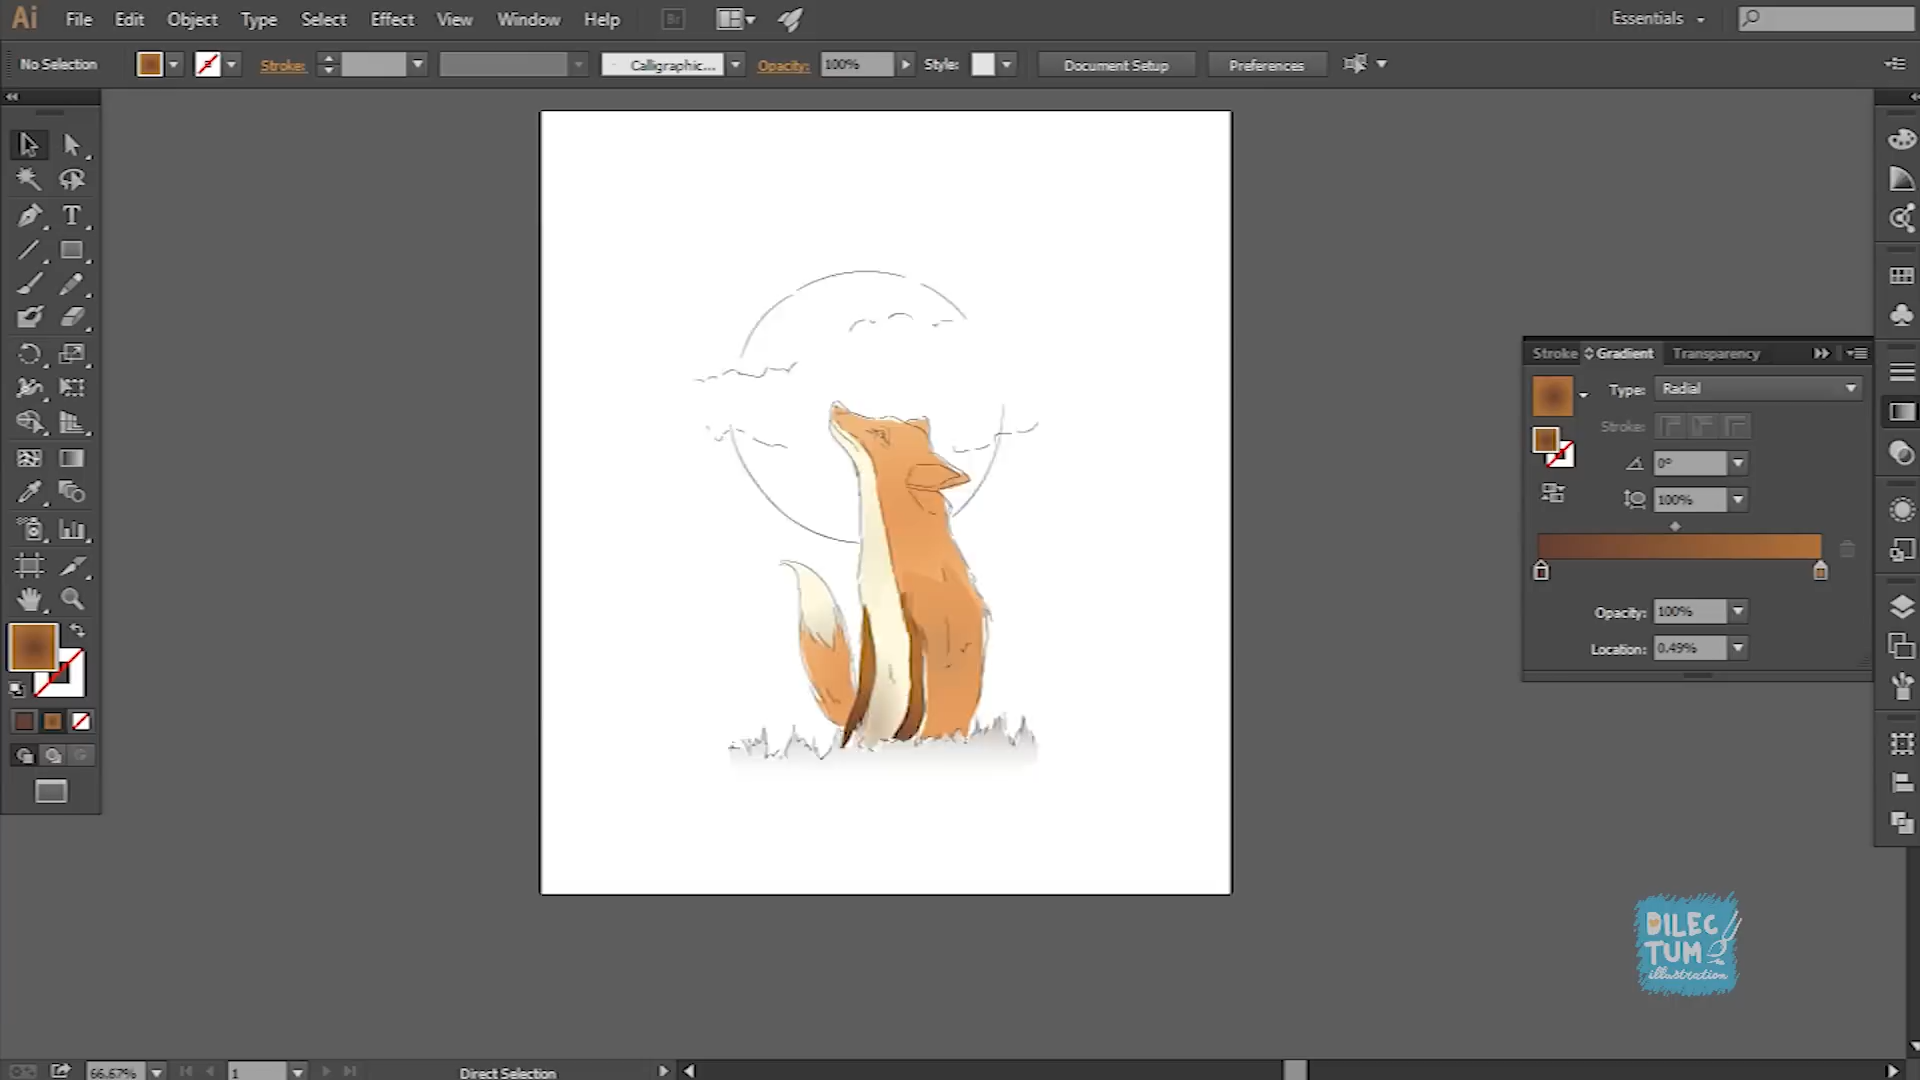 Ai File Edit Object Type Select Effect View Window Help Br Essentials
No Selection Stroke: Calligraphic... Opacity: 100% Style: Document Setup Preferences
T
Stroke Gradient Transparency
Type: Radial
Stroke:
0°
100%
Opacity: 100%
Location: 0.49%
DILEC
TUM
illustration
66.67% 1 Direct Selection